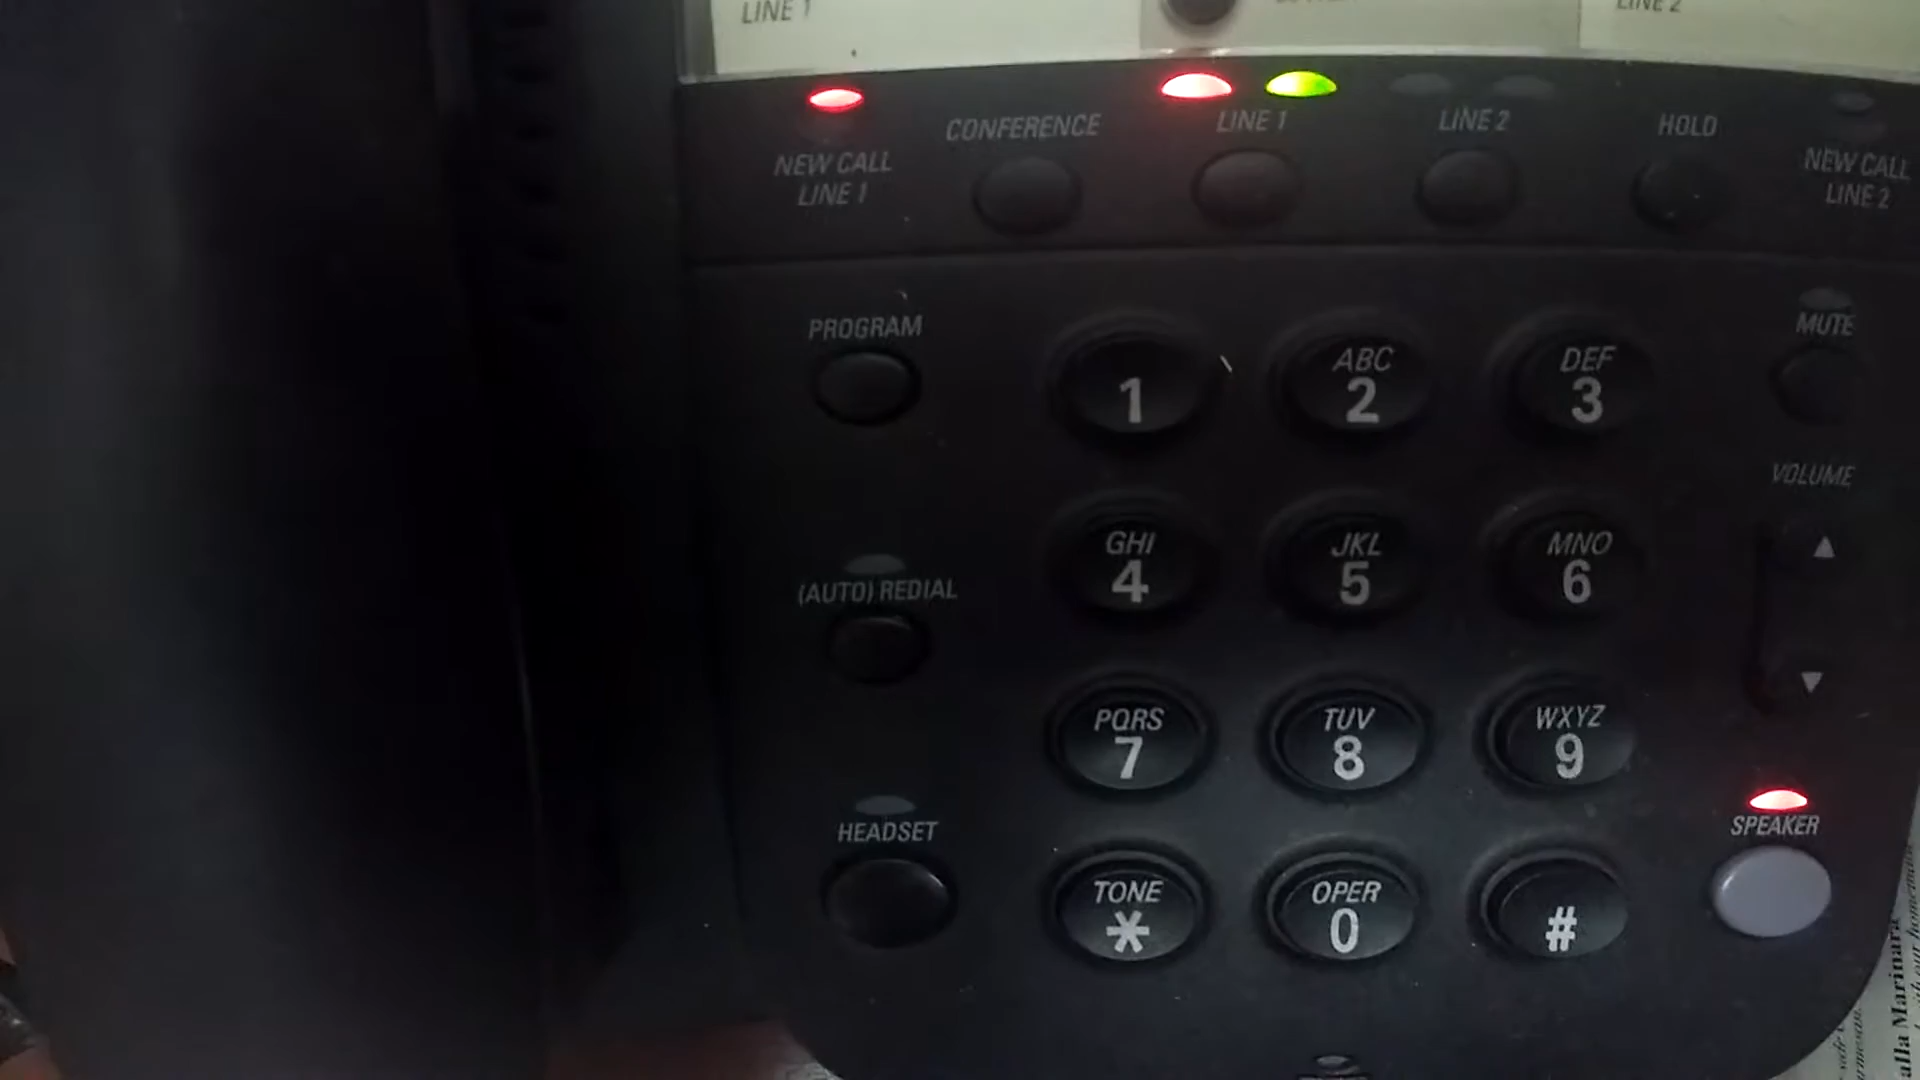 LINE 1
LINE 2
CONFERENCE
LINE 1
LINE 2
HOLD
NEW CALL
LINE 1
NEW CALL
LINE 2
PROGRAM
1
ABC
2
DEF
3
MUTE
VOLUME
(AUTO) REDIAL
GHI
4
JKL
5
MNO
6
▲
PQRS
7
TUV
8
WXYZ
9
▼
HEADSET
SPEAKER
TONE
*
OPER
0
#
alla Marinara